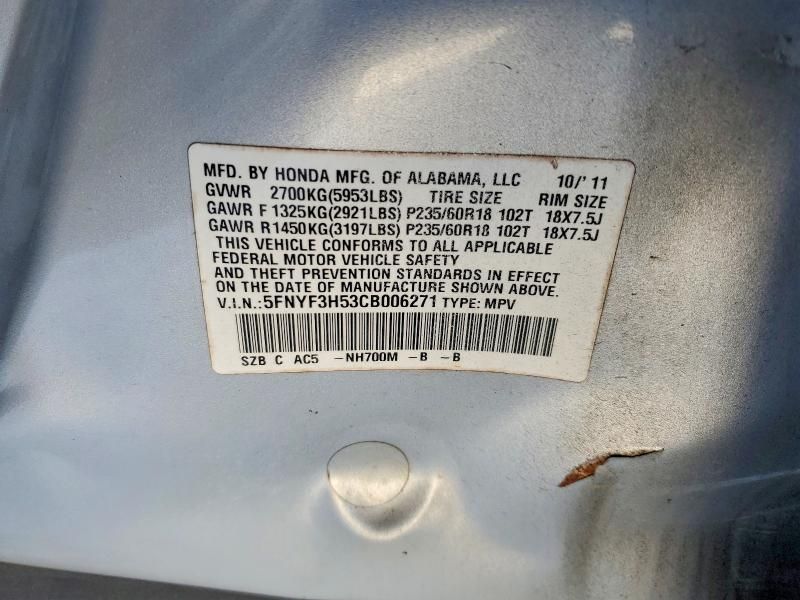 MFD. BY HONDA MFG. OF ALABAMA, LLC 10/' 11
GVWR 2700KG(5953LBS) TIRE SIZE RIM SIZE
GAWR F 1325KG(2921LBS) P235/60R18 102T 18X7.5J
GAWR R1450KG(3197LBS) P235/60R18 102T 18X7.5J
THIS VEHICLE CONFORMS TO ALL APPLICABLE
FEDERAL MOTOR VEHICLE SAFETY
AND THEFT PREVENTION STANDARDS IN EFFECT
ON THE DATE OF MANUFACTURE SHOWN ABOVE.
V.I.N.:5FNYF3H53CB006271 TYPE: MPV
SZB C AC5 -NH700M -B -B